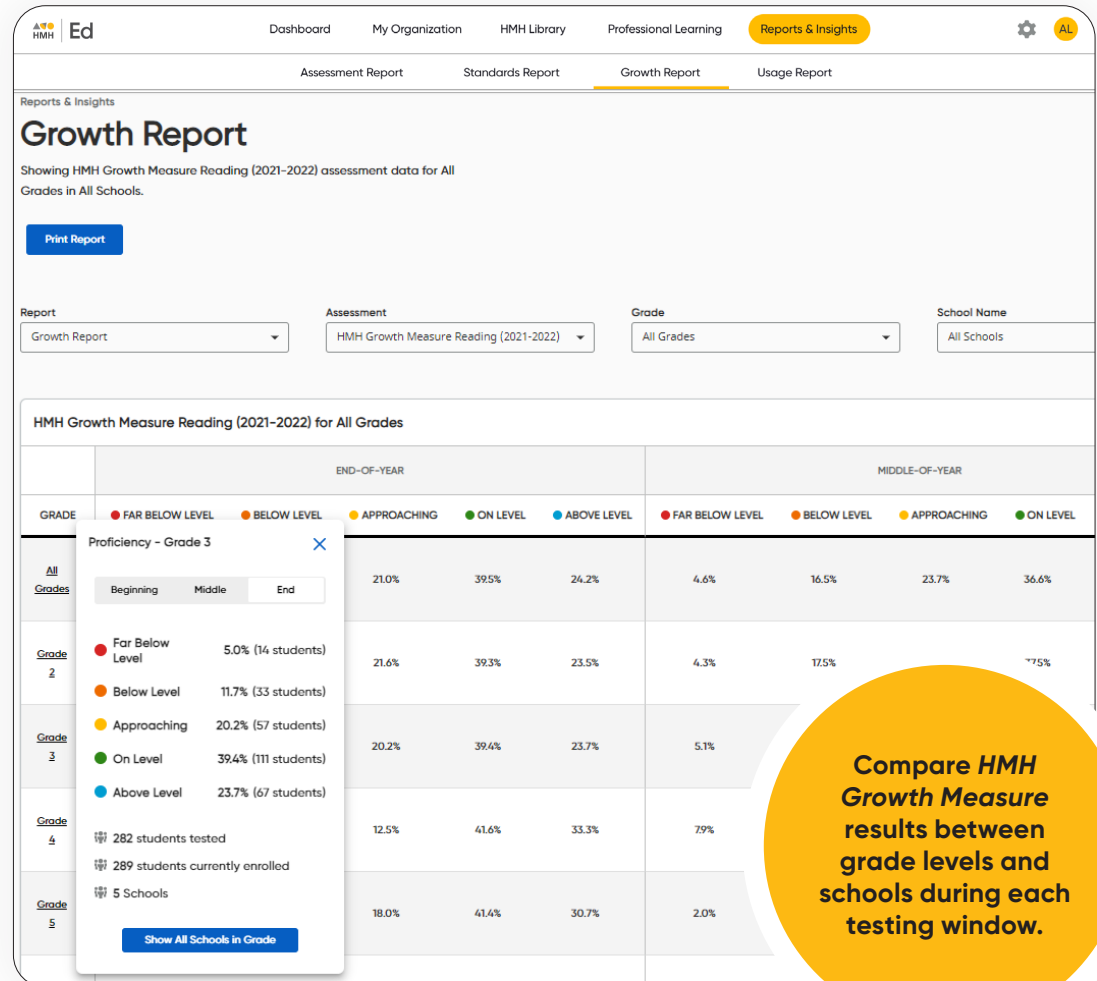 HMH Ed
Dashboard My Organization HMH Library Professional Learning Reports & Insights AL
Assessment Report Standards Report Growth Report Usage Report
Reports & Insights
Growth Report
Showing HMH Growth Measure Reading (2021-2022) assessment data for All
Grades in All Schools.
Print Report
Report Assessment Grade School Name
Growth Report HMH Growth Measure Reading (2021-2022) All Grades All Schools
HMH Growth Measure Reading (2021-2022) for All Grades
END-OF-YEAR MIDDLE-OF-YEAR
GRADE FAR BELOW LEVEL BELOW LEVEL APPROACHING ON LEVEL ABOVE LEVEL FAR BELOW LEVEL BELOW LEVEL APPROACHING ON LEVEL
All
Grades
21.0% 39.5% 24.2% 4.6% 16.5% 23.7% 36.6%
Grade
2
21.6% 39.3% 23.5% 4.3% 17.5%
Grade
3
20.2% 39.4% 23.7% 5.1%
Grade
4
12.5% 41.6% 33.3% 7.9%
Grade
5
18.0% 41.4% 30.7% 2.0%
Proficiency - Grade 3
Beginning Middle End
Far Below
Level
5.0% (14 students)
Below Level 11.7% (33 students)
Approaching 20.2% (57 students)
On Level 39.4% (111 students)
Above Level 23.7% (67 students)
282 students tested
289 students currently enrolled
5 Schools
Show All Schools in Grade
Compare HMH
Growth Measure
results between
grade levels and
schools during each
testing window.